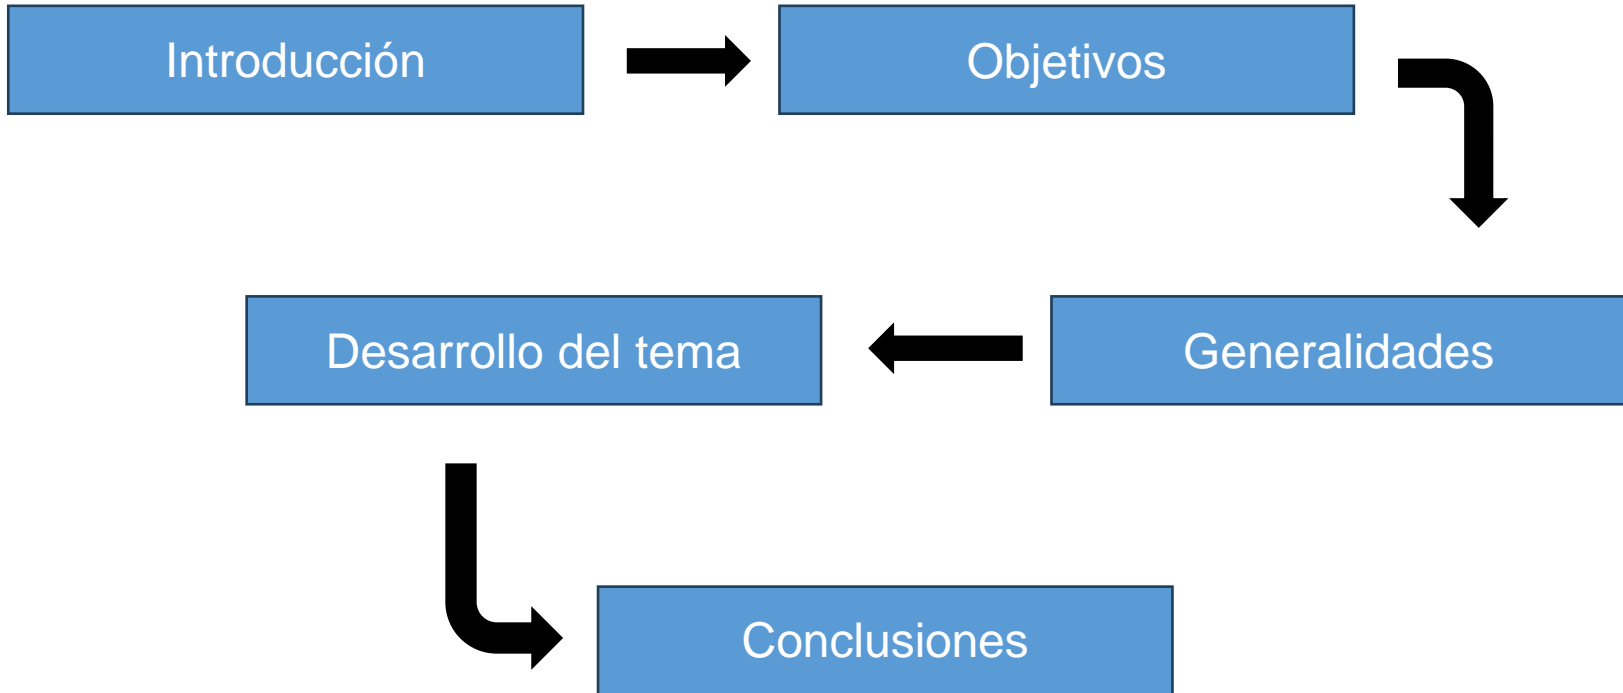 Introducción
Objetivos
Generalidades
Desarrollo del tema
Conclusiones